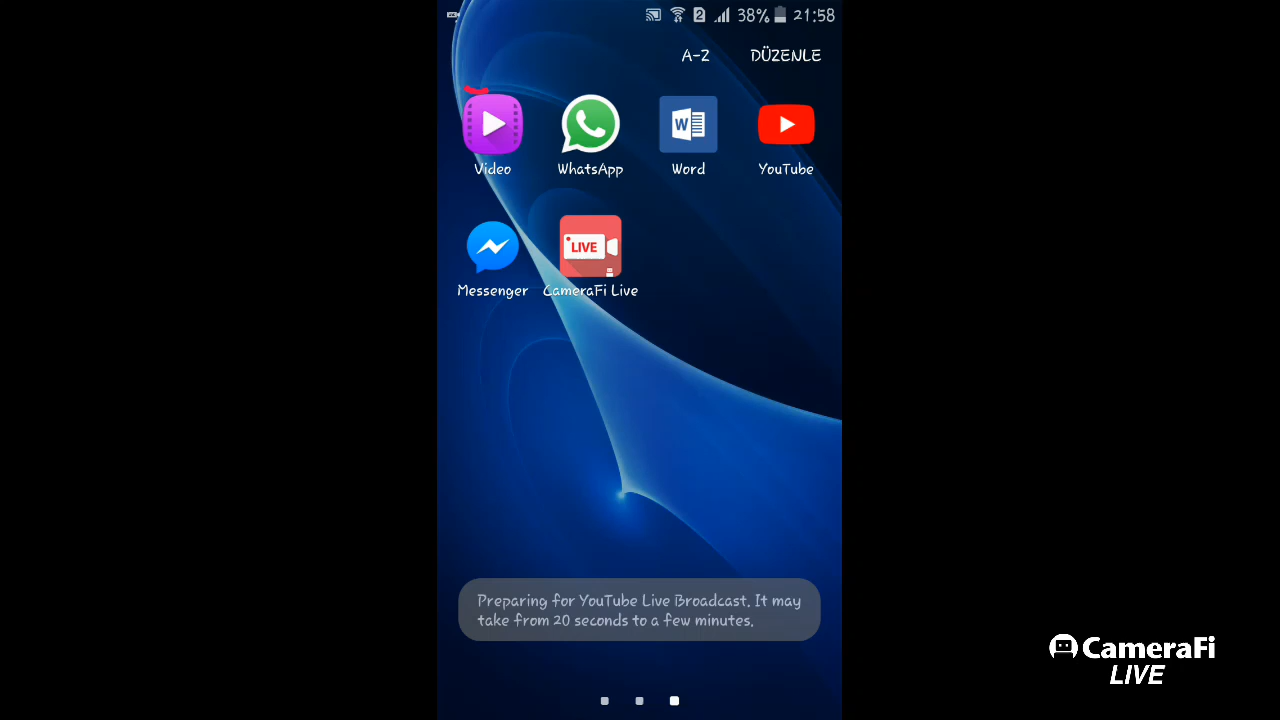 2 38% 21:58
A-Z DÜZENLE
Video WhatsApp Word YouTube
W
LIVE
Messenger CameraFi Live
Preparing for YouTube Live Broadcast. It may
take from 20 seconds to a few minutes.
CameraFi
LIVE